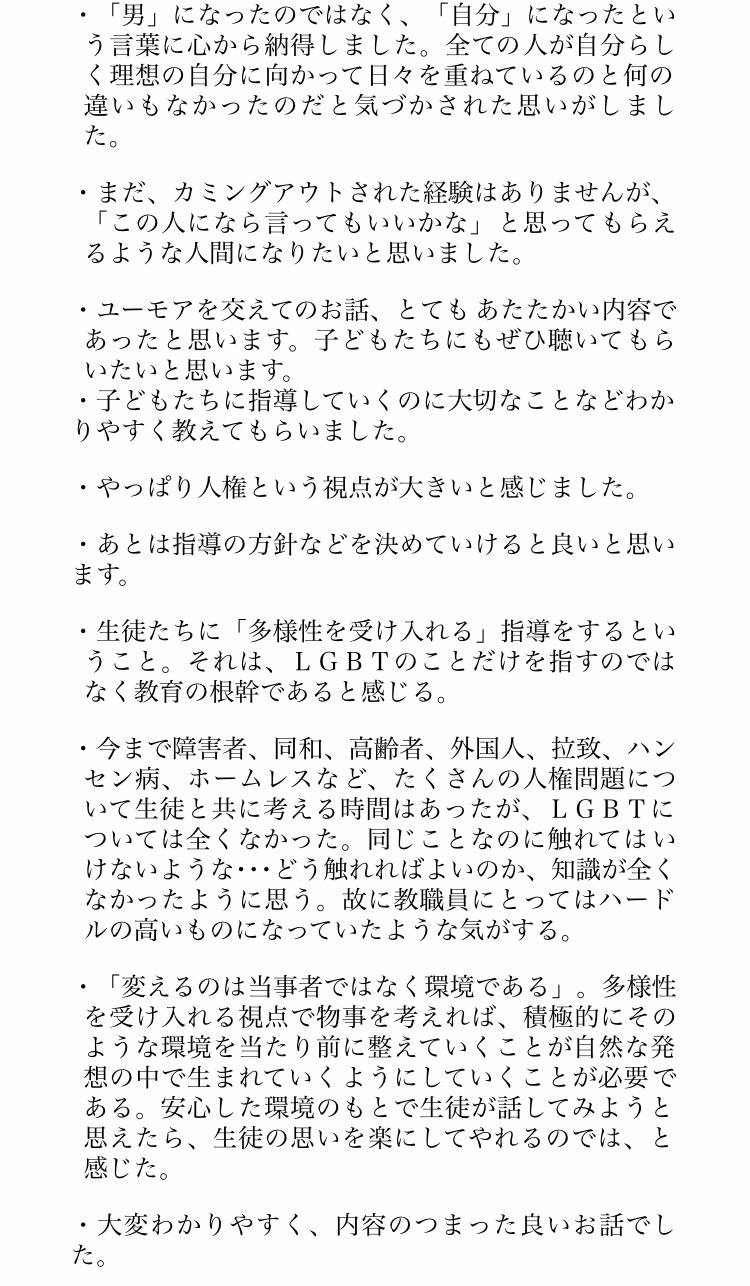 ・「男」になったのではなく、「自分」になったとい
う言葉に心から納得しました。全ての人が自分らし
く理想の自分に向かって日々を重ねているのと何の
違いもなかったのだと気づかされた思いがしまし
た。
・まだ、カミングアウトされた経験はありませんが、
「この人になら言ってもいいかな」と思ってもらえ
るような人間になりたいと思いました。
・ユーモアを交えてのお話、とても あたたかい内容で
あったと思います。子どもたちにもぜひ聴いてもら
いたいと思います。
・子どもたちに指導していくのに大切なことなどわか
りやすく教えてもらいました。
・やっぱり人権という視点が大きいと感じました。
・あとは指導の方針などを決めていけると良いと思い
ます。
・生徒たちに「多様性を受け入れる」指導をするとい
うこと。それは、ＬＧＢＴのことだけを指すのでは
なく教育の根幹であると感じる。
・今まで障害者、同和、高齢者、外国人、拉致、ハン
セン病、ホームレスなど、たくさんの人権問題につ
いて生徒と共に考える時間はあったが、ＬＧＢＴに
ついては全くなかった。同じことなのに触れてはい
けないような･･･どう触れればよいのか、知識が全く
なかったように思う。故に教職員にとってはハード
ルの高いものになっていたような気がする。
・「変えるのは当事者ではなく環境である」。多様性
を受け入れる視点で物事を考えれば、積極的にその
ような環境を当たり前に整えていくことが自然な発
想の中で生まれていくようにしていくことが必要で
ある。安心した環境のもとで生徒が話してみようと
思えたら、生徒の思いを楽にしてやれるのでは、と
感じた。
・大変わかりやすく、内容のつまった良いお話でし
た。